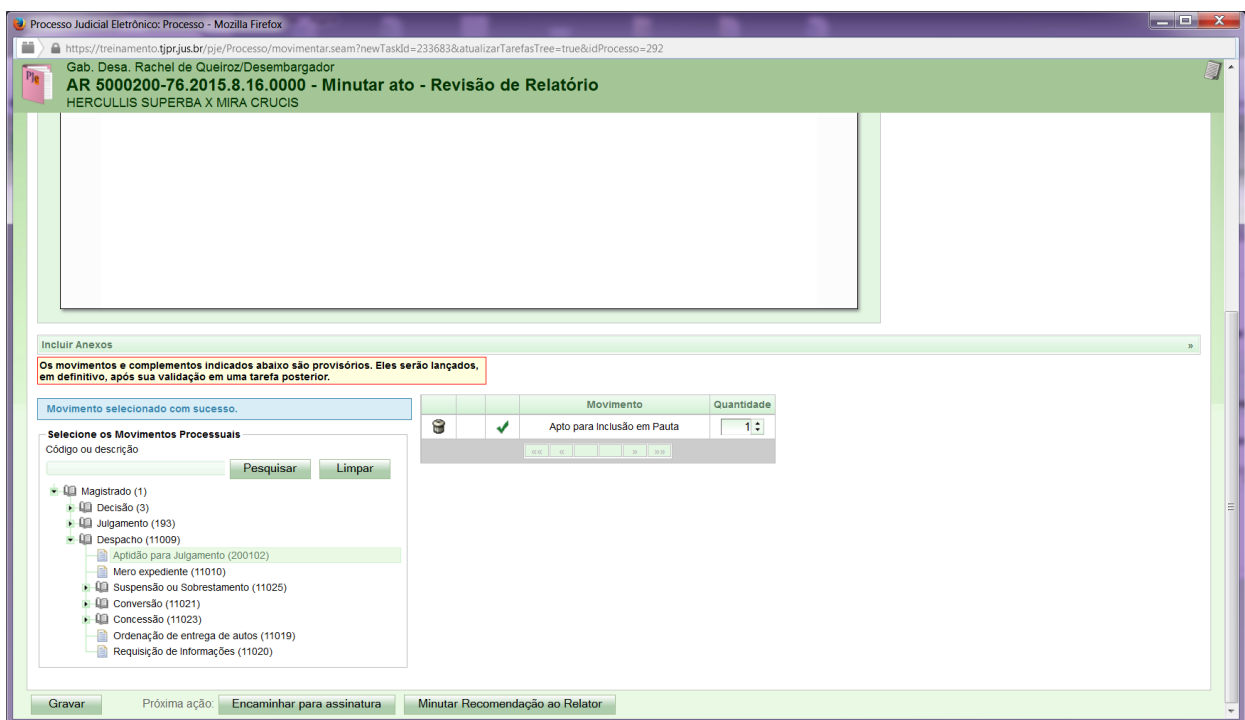 Processo Judicial Eletrônico: Processo - Mozilla Firefox
https://treinamento.tjpr.jus.br/pje/Processo/movimentar.seam?newTaskId=233683&atualizarTarefasTree=true&idProcesso=292
Pje
Gab. Desa. Rachel de Queiroz/Desembargador
AR 5000200-76.2015.8.16.0000 - Minutar ato - Revisão de Relatório
HERCULLIS SUPERBA X MIRA CRUCIS
Incluir Anexos »
Os movimentos e complementos indicados abaixo são provisórios. Eles serão lançados,
em definitivo, após sua validação em uma tarefa posterior.
Movimento selecionado com sucesso.
Selecione os Movimentos Processuais
Código ou descrição
Pesquisar Limpar
Magistrado (1)
Decisão (3)
Julgamento (193)
Despacho (11009)
Aptidão para Julgamento (200102)
Mero expediente (11010)
Suspensão ou Sobrestamento (11025)
Conversão (11021)
Concessão (11023)
Ordenação de entrega de autos (11019)
Requisição de Informações (11020)
Movimento Quantidade
Apto para Inclusão em Pauta 1
«« « » »»
Gravar Próxima ação: Encaminhar para assinatura Minutar Recomendação ao Relator